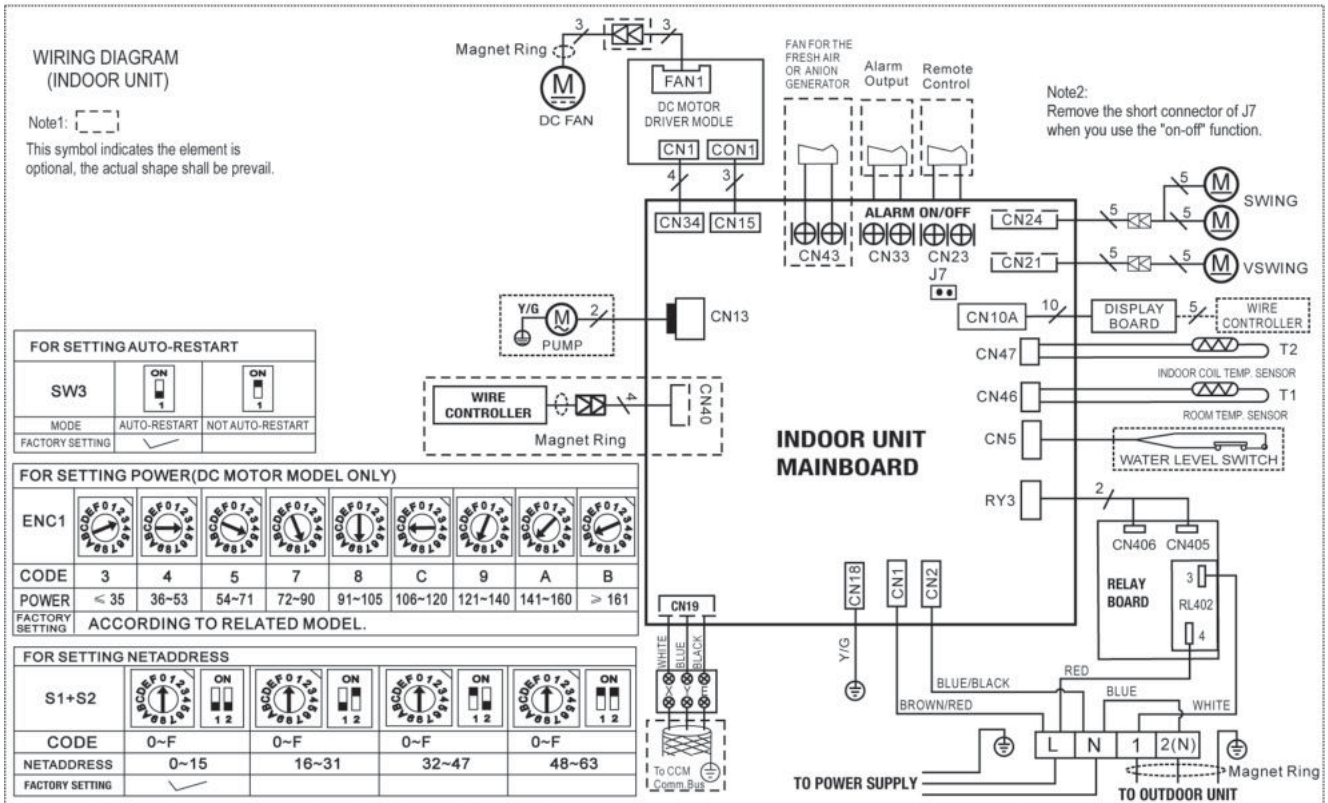 WIRING DIAGRAM
(INDOOR UNIT)
Note1:
This symbol indicates the element is
optional, the actual shape shall be prevail.
Magnet Ring
3
3
M
DC FAN
FAN1
DC MOTOR
DRIVER MODLE
CN1
CON1
4
3
CN34
CN15
FAN FOR THE
FRESH AIR
OR ANION
GENERATOR
Alarm
Output
Remote
Control
ALARM ON/OFF
CN43
CN33
CN23
J7
Note2:
Remove the short connector of J7
when you use the "on-off" function.
CN24
5
5
M
SWING
5
M
CN21
5
5
M
VSWING
CN10A
10
DISPLAY
BOARD
5
WIRE
CONTROLLER
CN47
T2
INDOOR COIL TEMP. SENSOR
CN46
T1
ROOM TEMP. SENSOR
CN5
WATER LEVEL SWITCH
RY3
2
CN406
CN405
RELAY
BOARD
3
RL402
4
Y/G
M
2
PUMP
CN13
WIRE
CONTROLLER
4
CN40
Magnet Ring
INDOOR UNIT
MAINBOARD
FOR SETTING AUTO-RESTART
SW3
ON
1
ON
1
MODE
AUTO-RESTART
NOT AUTO-RESTART
FACTORY SETTING
FOR SETTING POWER(DC MOTOR MODEL ONLY)
ENC1
CODE 3 4 5 7 8 C 9 A B
POWER ≤ 35 36~53 54~71 72~90 91~105 106~120 121~140 141~160 ≥ 161
FACTORY
SETTING
ACCORDING TO RELATED MODEL.
FOR SETTING NETADDRESS
S1+S2
ON
1 2
ON
1 2
ON
1 2
ON
1 2
CODE 0~F 0~F 0~F 0~F
NETADDRESS 0~15 16~31 32~47 48~63
FACTORY SETTING
CN19
WHITE
BLUE
BLACK
X
Y
E
To CCM
Comm.Bus
CN18
CN1
CN2
Y/G
BLUE/BLACK
BROWN/RED
RED
BLUE
WHITE
L
N
1
2(N)
Magnet Ring
TO POWER SUPPLY
TO OUTDOOR UNIT